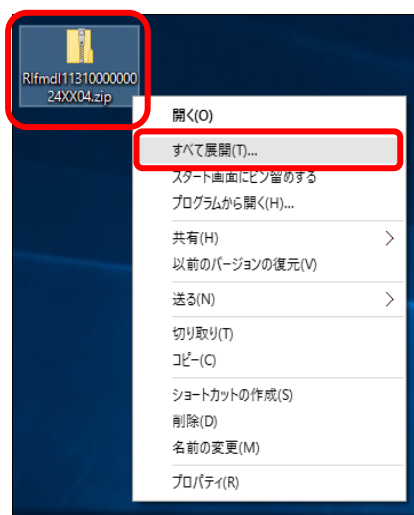 RIfmdl11310000000
24XX04.zip
開く(O)
すべて展開(T)...
スタート画面にピン留めする
プログラムから開く(H)...
共有(H)
以前のバージョンの復元(V)
送る(N)
切り取り(T)
コピー(C)
ショートカットの作成(S)
削除(D)
名前の変更(M)
プロパティ(R)